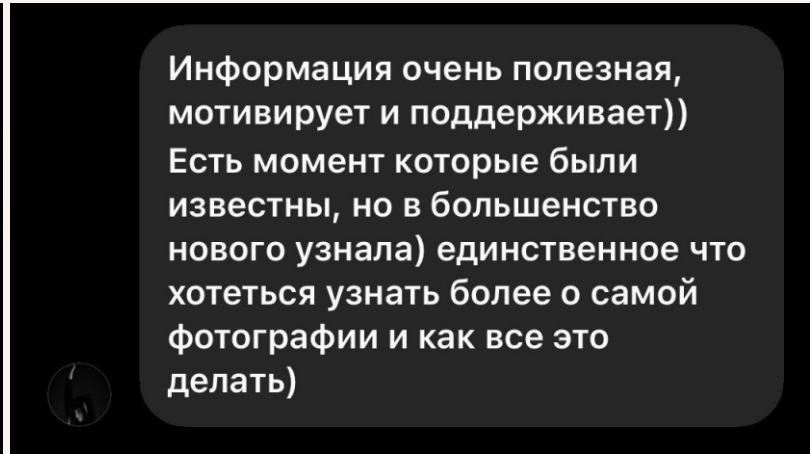 Информация очень полезная,
мотивирует и поддерживает))
Есть момент которые были
известны, но в большенство
нового узнала) единственное что
хотеться узнать более о самой
фотографии и как все это
делать)